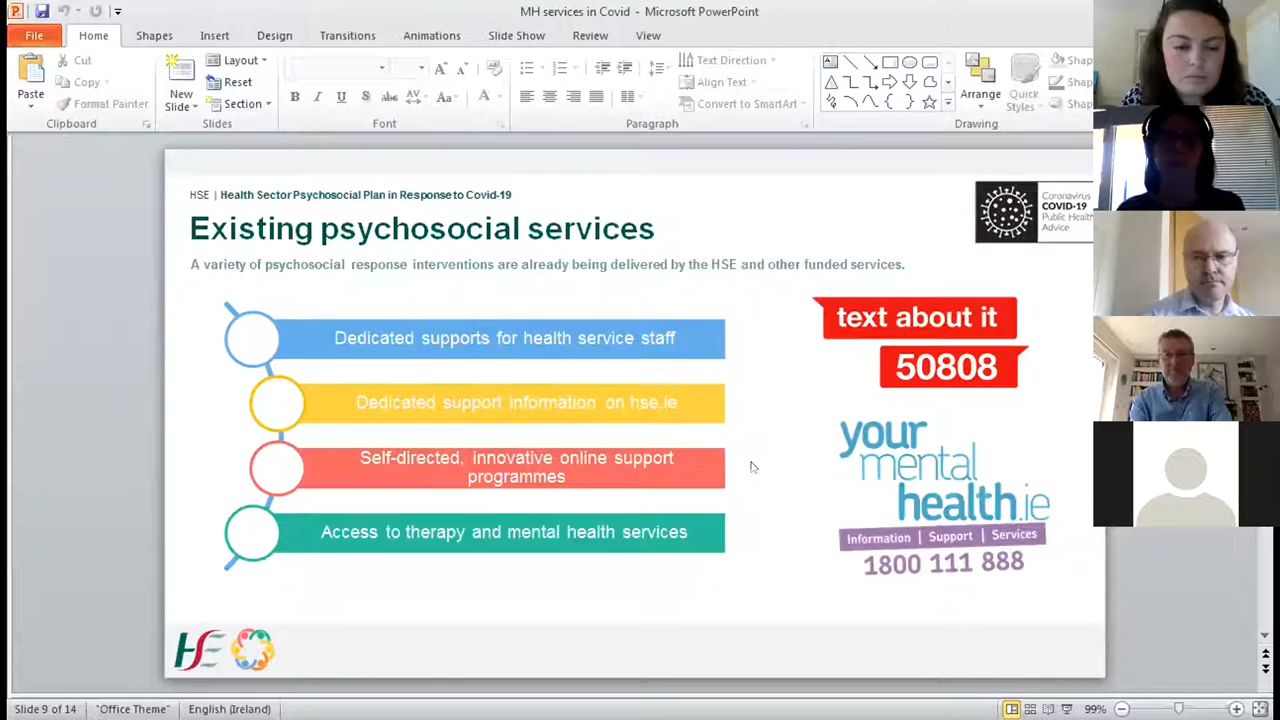 MH services in Covid - Microsoft PowerPoint
File Home Shapes Insert Design Transitions Animations Slide Show Review View
Paste
Cut
Copy
Format Painter
Clipboard
New
Slide
Layout
Reset
Section
Slides
B I U S abc AV Aa A
Font
Text Direction
Align Text
Convert to SmartArt
Paragraph
Arrange
Quick
Styles
Drawing
HSE | Health Sector Psychosocial Plan in Response to Covid-19
Existing psychosocial services
A variety of psychosocial response interventions are already being delivered by the HSE and other funded services.
Coronavirus
COVID-19
Public Health
Advice
Dedicated supports for health service staff
Dedicated support information on hse.ie
Self-directed, innovative online support
programmes
Access to therapy and mental health services
text about it
50808
your
mental
health.ie
Information | Support | Services
1800 111 888
HSE
Slide 9 of 14 "Office Theme" English (Ireland) 99%